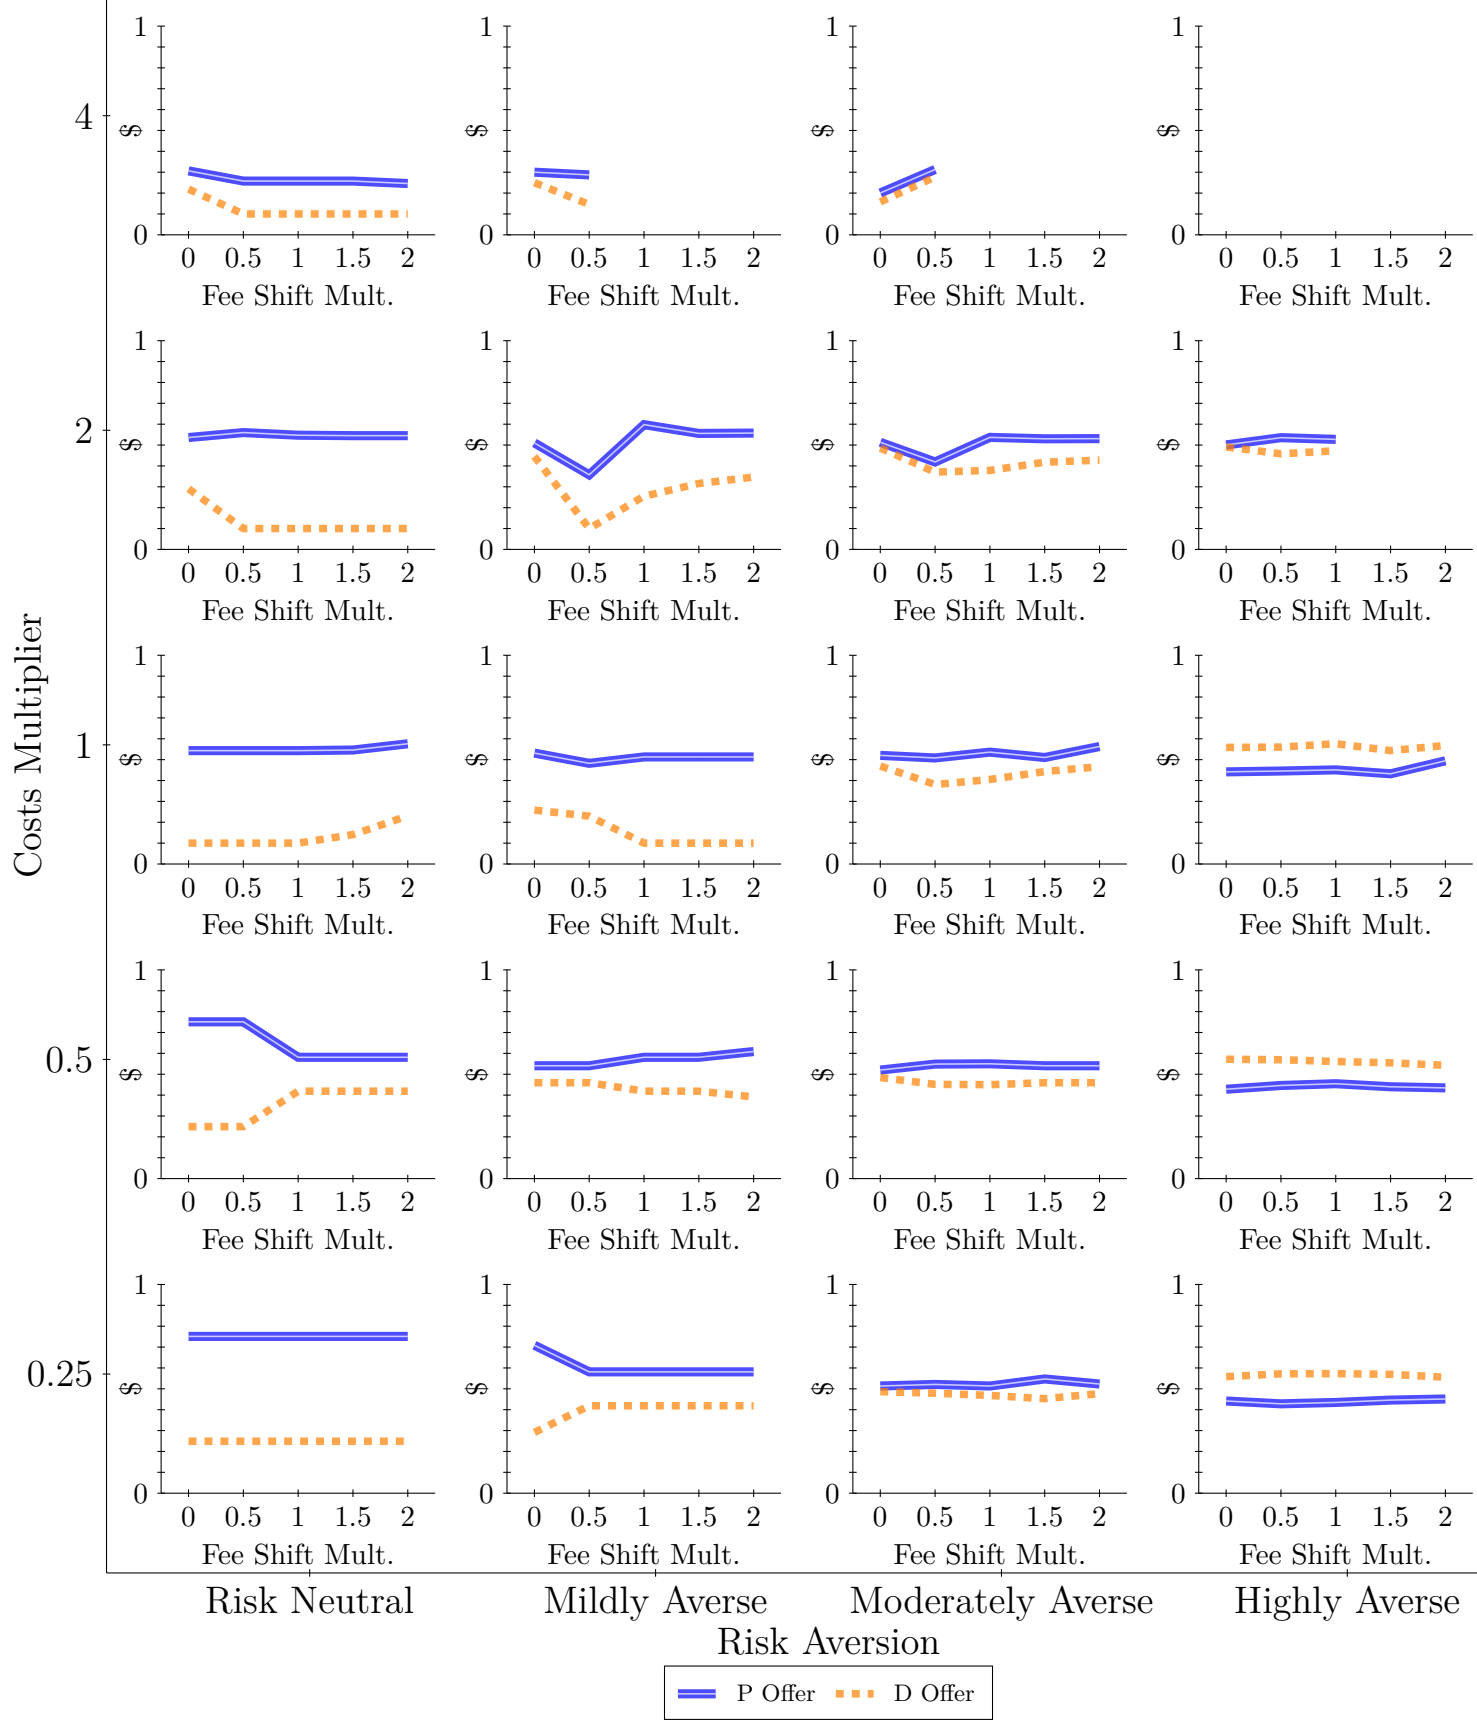 1 1 1 1
4
$ $ $ $
0 0 0 0
0 0.5 1 1.5 2 0 0.5 1 1.5 2 0 0.5 1 1.5 2 0 0.5 1 1.5 2
Fee Shift Mult. Fee Shift Mult. Fee Shift Mult. Fee Shift Mult.
1 1 1 1
2
$ $ $ $
0 0 0 0
0 0.5 1 1.5 2 0 0.5 1 1.5 2 0 0.5 1 1.5 2 0 0.5 1 1.5 2
Fee Shift Mult. Fee Shift Mult. Fee Shift Mult. Fee Shift Mult.
Costs Multiplier
1 1 1 1
1
$ $ $ $
0 0 0 0
0 0.5 1 1.5 2 0 0.5 1 1.5 2 0 0.5 1 1.5 2 0 0.5 1 1.5 2
Fee Shift Mult. Fee Shift Mult. Fee Shift Mult. Fee Shift Mult.
1 1 1 1
0.5
$ $ $ $
0 0 0 0
0 0.5 1 1.5 2 0 0.5 1 1.5 2 0 0.5 1 1.5 2 0 0.5 1 1.5 2
Fee Shift Mult. Fee Shift Mult. Fee Shift Mult. Fee Shift Mult.
1 1 1 1
0.25
$ $ $ $
0 0 0 0
0 0.5 1 1.5 2 0 0.5 1 1.5 2 0 0.5 1 1.5 2 0 0.5 1 1.5 2
Fee Shift Mult. Fee Shift Mult. Fee Shift Mult. Fee Shift Mult.
Risk Neutral Mildly Averse Moderately Averse Highly Averse
Risk Aversion
P Offer D Offer